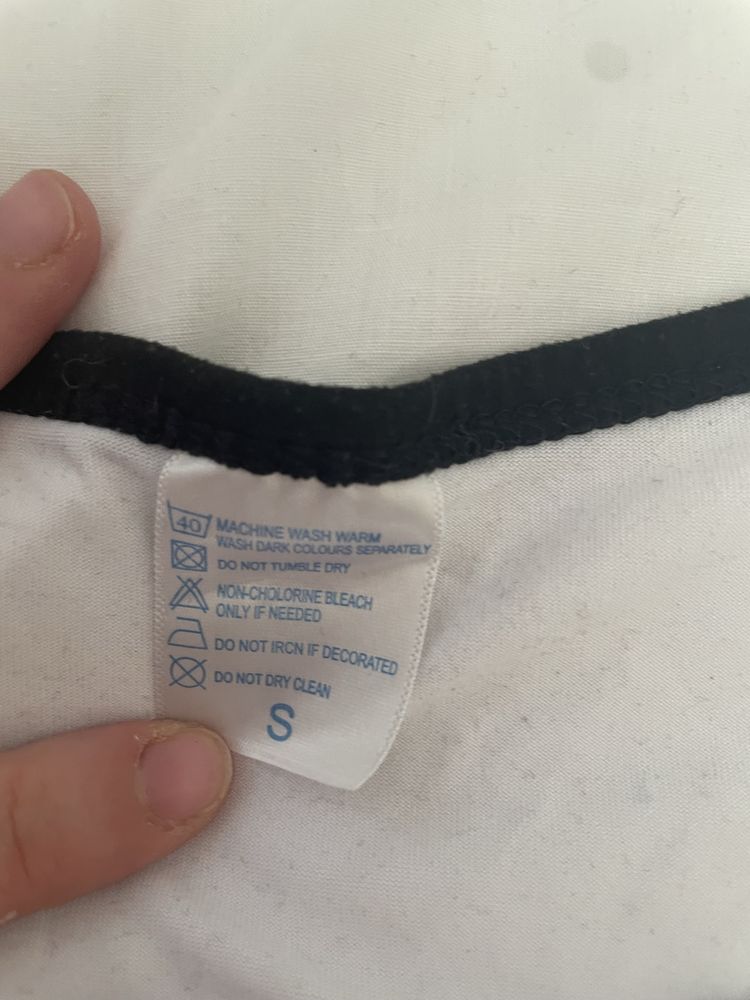 40 MACHINE WASH WARM
WASH DARK COLOURS SEPARATELY
DO NOT TUMBLE DRY
NON-CHOLORINE BLEACH
ONLY IF NEEDED
DO NOT IRCN IF DECORATED
DO NOT DRY CLEAN
S